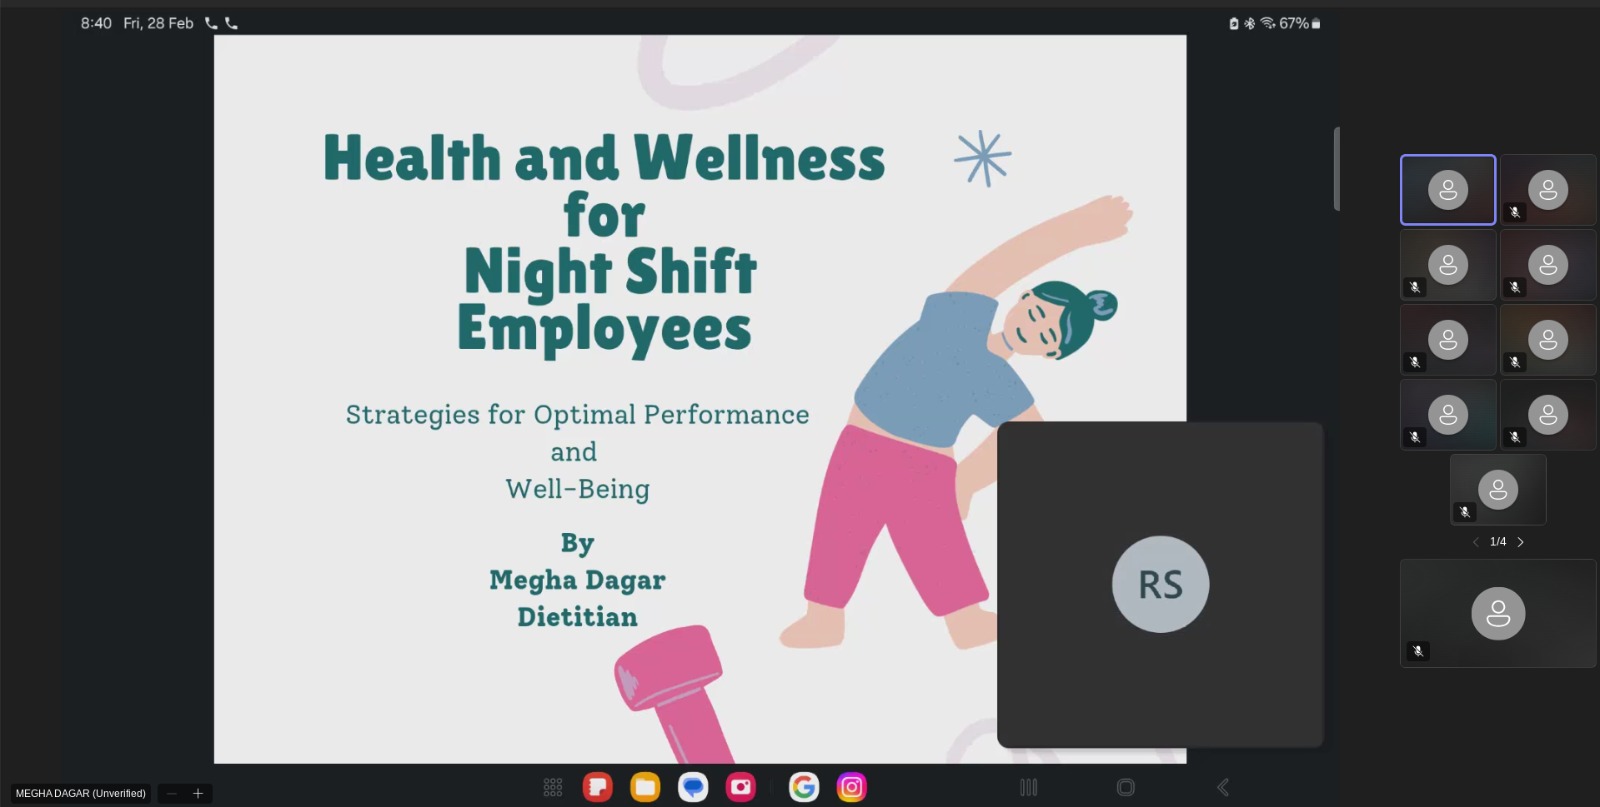 8:40 Fri, 28 Feb
67%
Health and Wellness
for
Night Shift
Employees
Strategies for Optimal Performance
and
Well-Being
By
Megha Dagar
Dietitian
RS
1/4
MEGHA DAGAR (Unverified)